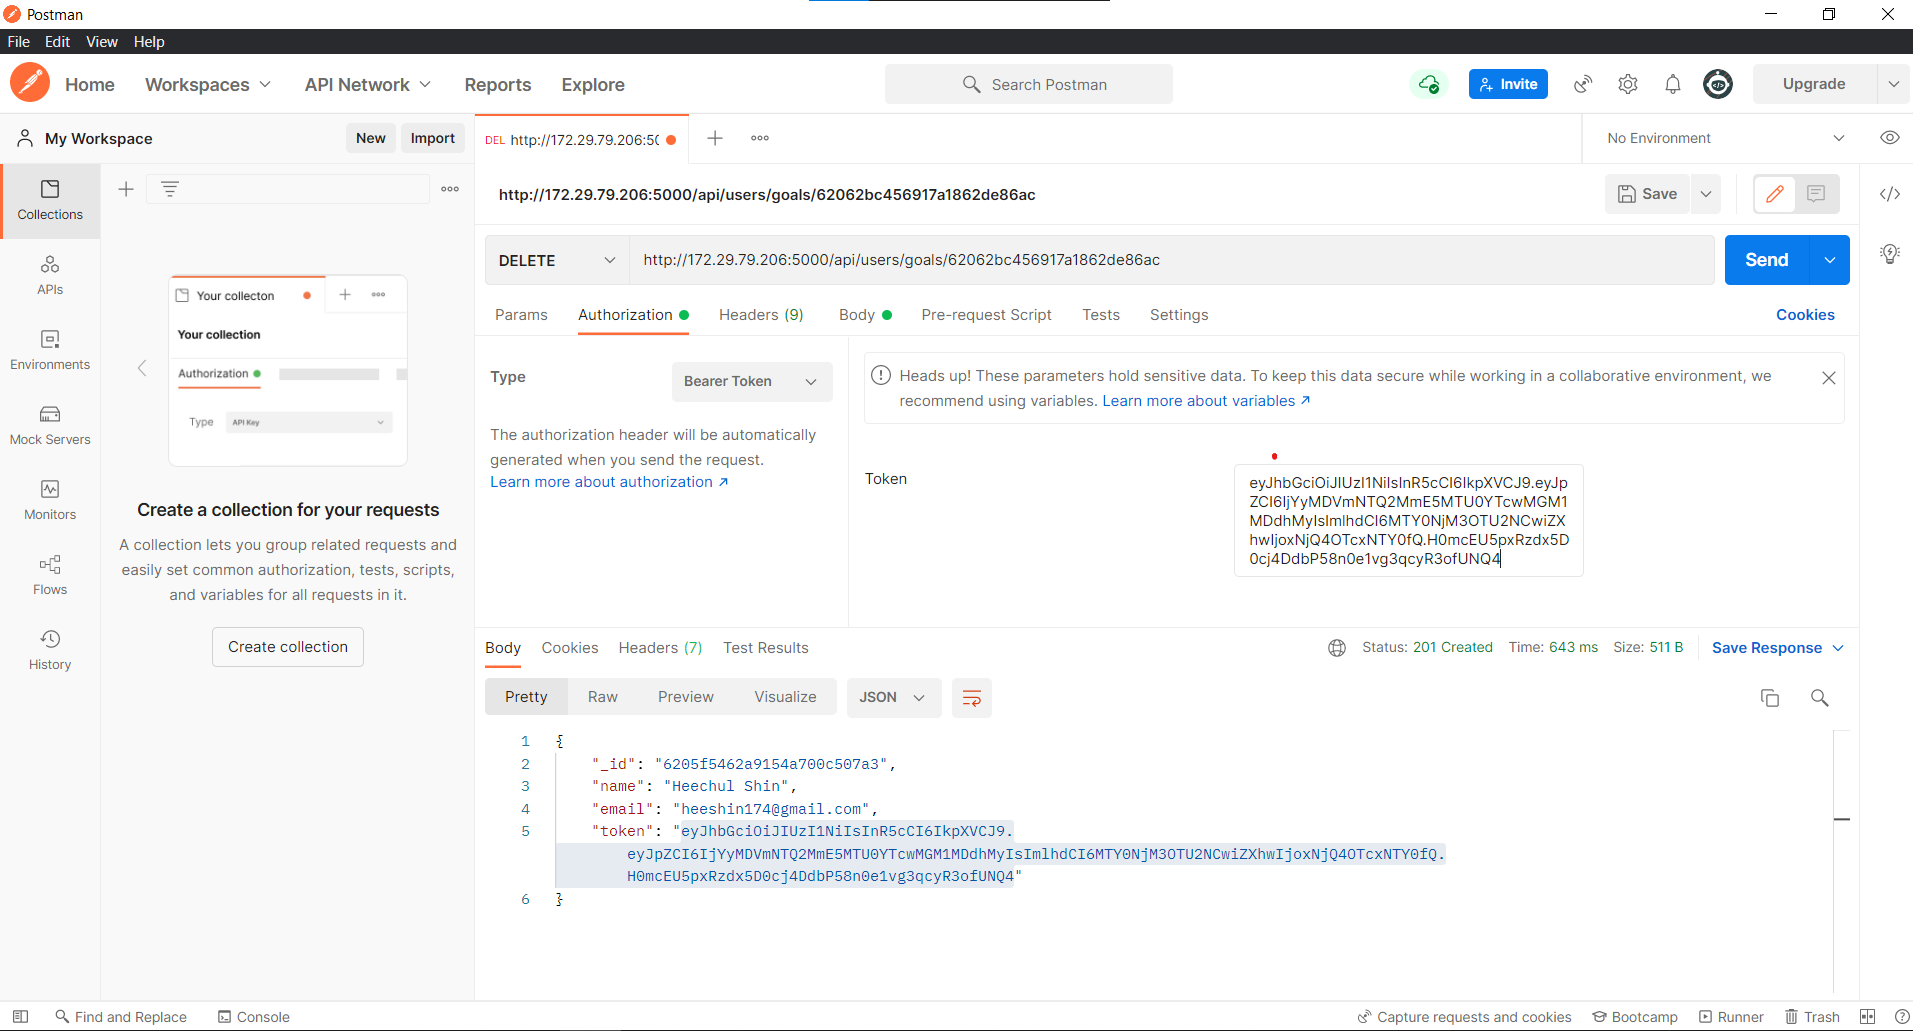 Postman
File Edit View Help
Home Workspaces API Network Reports Explore Search Postman Invite Upgrade
My Workspace New Import
DEL http://172.29.79.206:50
No Environment
Collections
APIs
Environments
Mock Servers
Monitors
Flows
History
Your collecton
Your collection
Authorization
Type API Key
Create a collection for your requests
A collection lets you group related requests and
easily set common authorization, tests, scripts,
and variables for all requests in it.
Create collection
http://172.29.79.206:5000/api/users/goals/62062bc456917a1862de86ac
Save
DELETE http://172.29.79.206:5000/api/users/goals/62062bc456917a1862de86ac Send
Params Authorization Headers (9) Body Pre-request Script Tests Settings Cookies
Type Bearer Token
The authorization header will be automatically
generated when you send the request.
Learn more about authorization ↗
Heads up! These parameters hold sensitive data. To keep this data secure while working in a collaborative environment, we
recommend using variables. Learn more about variables ↗
Token
eyJhbGciOiJIUzI1NiIsInR5cCI6IkpXVCJ9.eyJp
ZCI6IjYyMDVmNTQ2MmE5MTU0YTcwMGM1
MDdhMyIsImlhdCI6MTY0NjM3OTU2NCwiZX
hwIjoxNjQ4OTcxNTY0fQ.H0mcEU5pxRzdx5D
0cj4DdbP58n0e1vg3qcyR3ofUNQ4
Body Cookies Headers (7) Test Results Status: 201 Created Time: 643 ms Size: 511 B Save Response
Pretty Raw Preview Visualize JSON
1 {
2 "_id": "6205f5462a9154a700c507a3",
3 "name": "Heechul Shin",
4 "email": "heeshin174@gmail.com",
5 "token": "eyJhbGciOiJIUzI1NiIsInR5cCI6IkpXVCJ9.
eyJpZCI6IjYyMDVmNTQ2MmE5MTU0YTcwMGM1MDdhMyIsImlhdCI6MTY0NjM3OTU2NCwiZXhwIjoxNjQ4OTcxNTY0fQ.
H0mcEU5pxRzdx5D0cj4DdbP58n0e1vg3qcyR3ofUNQ4"
6 }
Find and Replace Console Capture requests and cookies Bootcamp Runner Trash